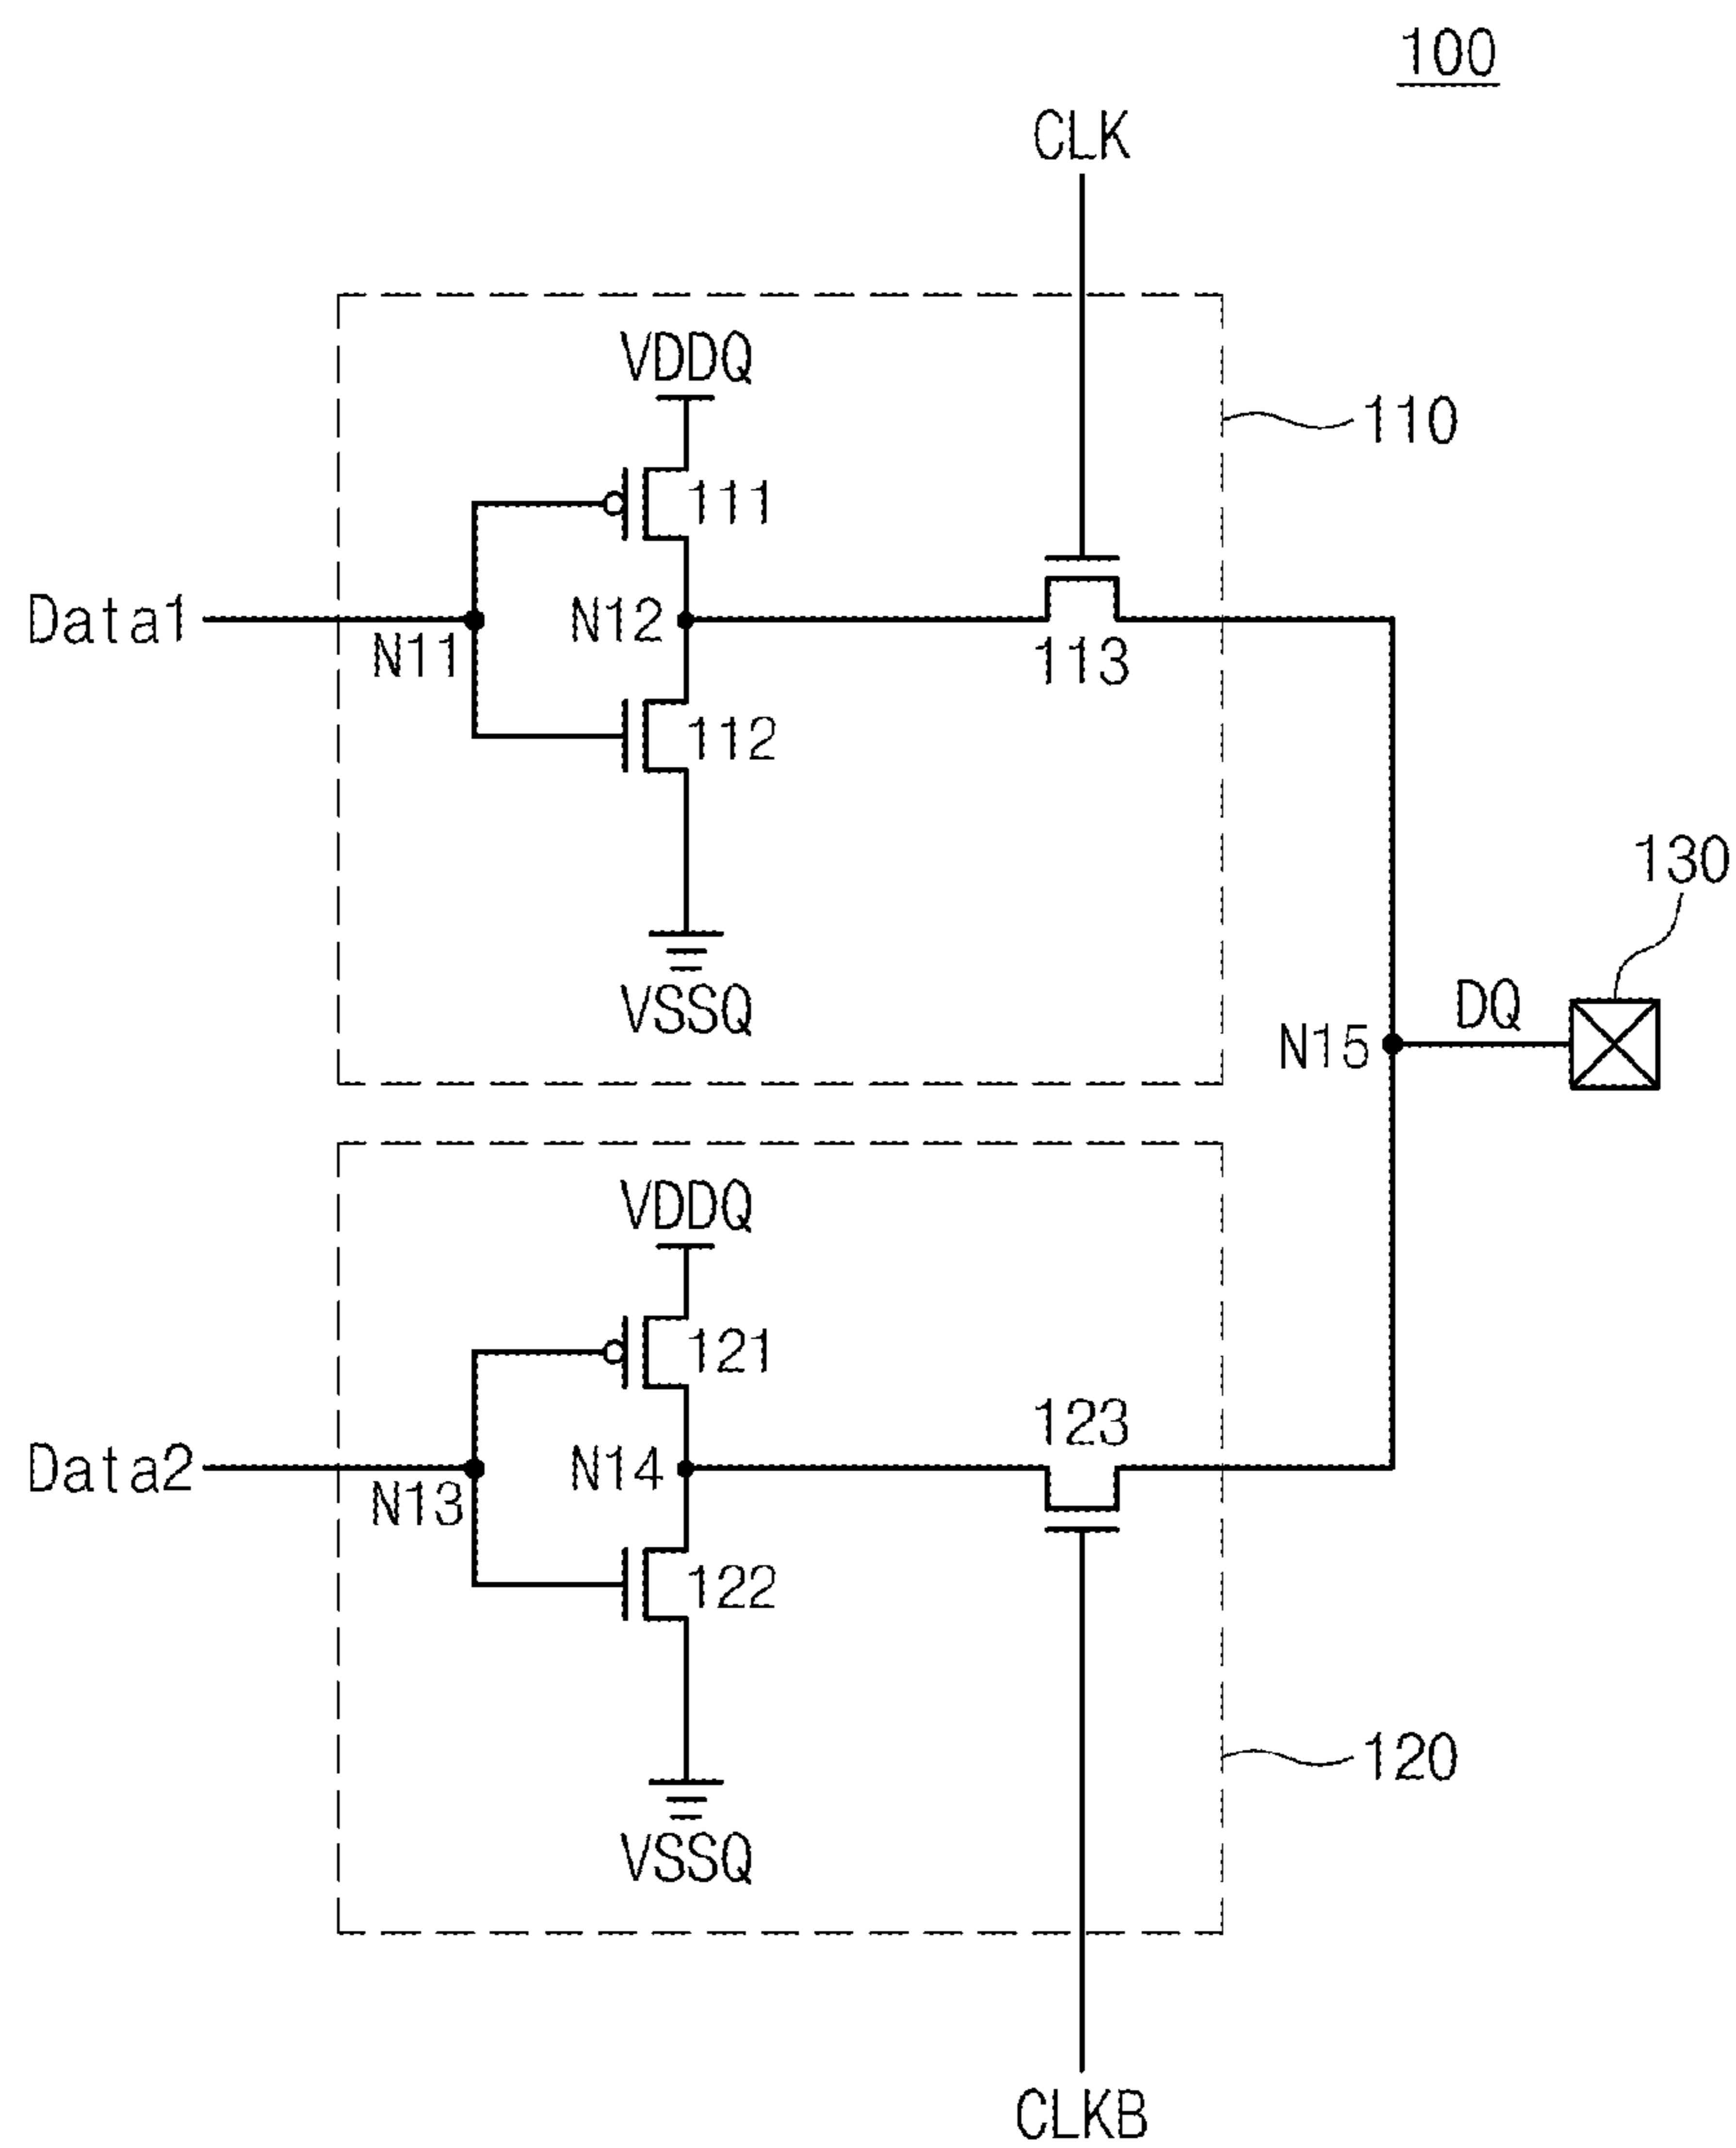 100
CLK
VDDQ
110
111
Data1
N11
N12
113
112
130
VSSQ
DQ
N15
VDDQ
121
123
Data2
N13
N14
122
120
VSSQ
CLKB